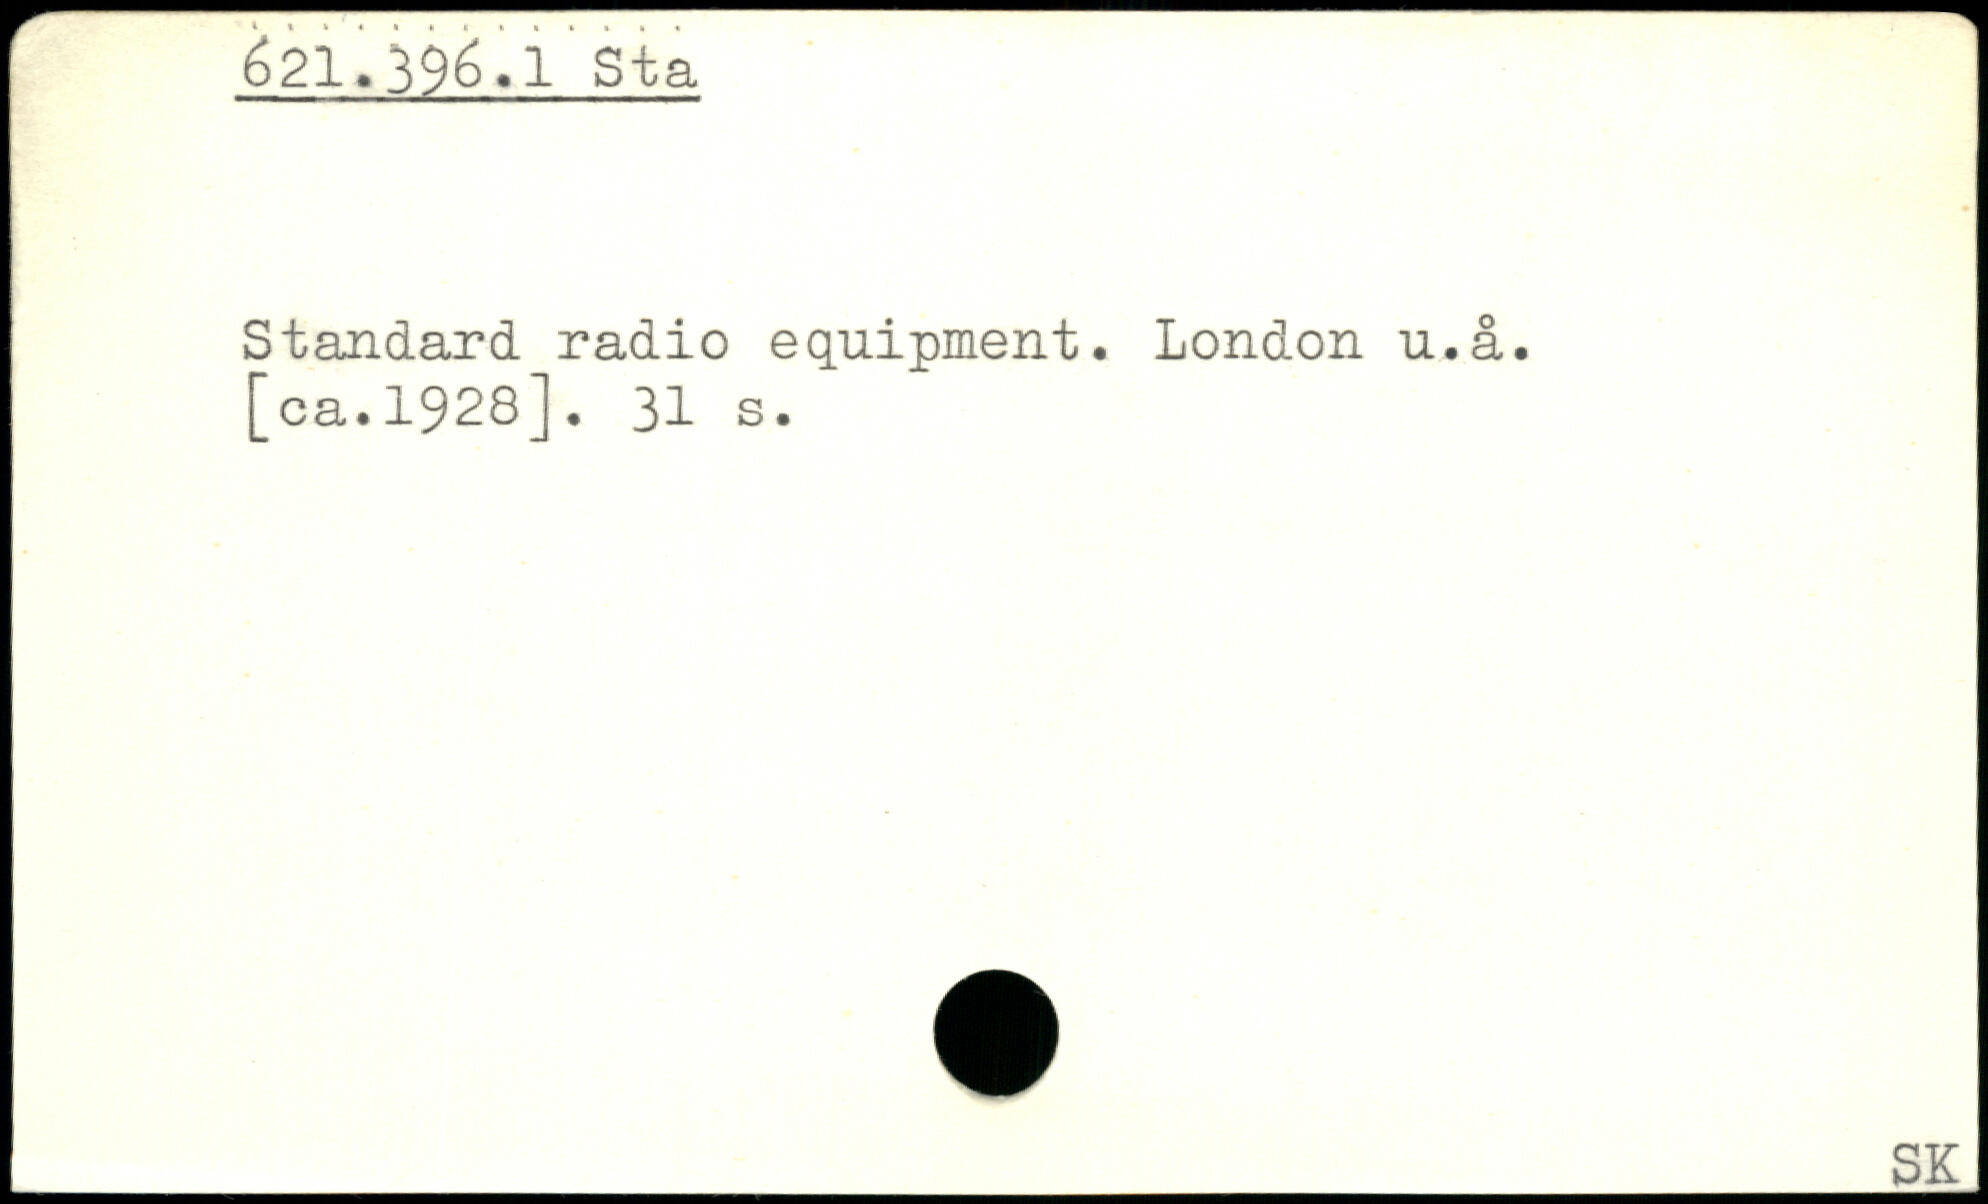 621.396.1 Sta
Standard radio equipment. London u.å.
[ca.1928]. 31 s.
SK